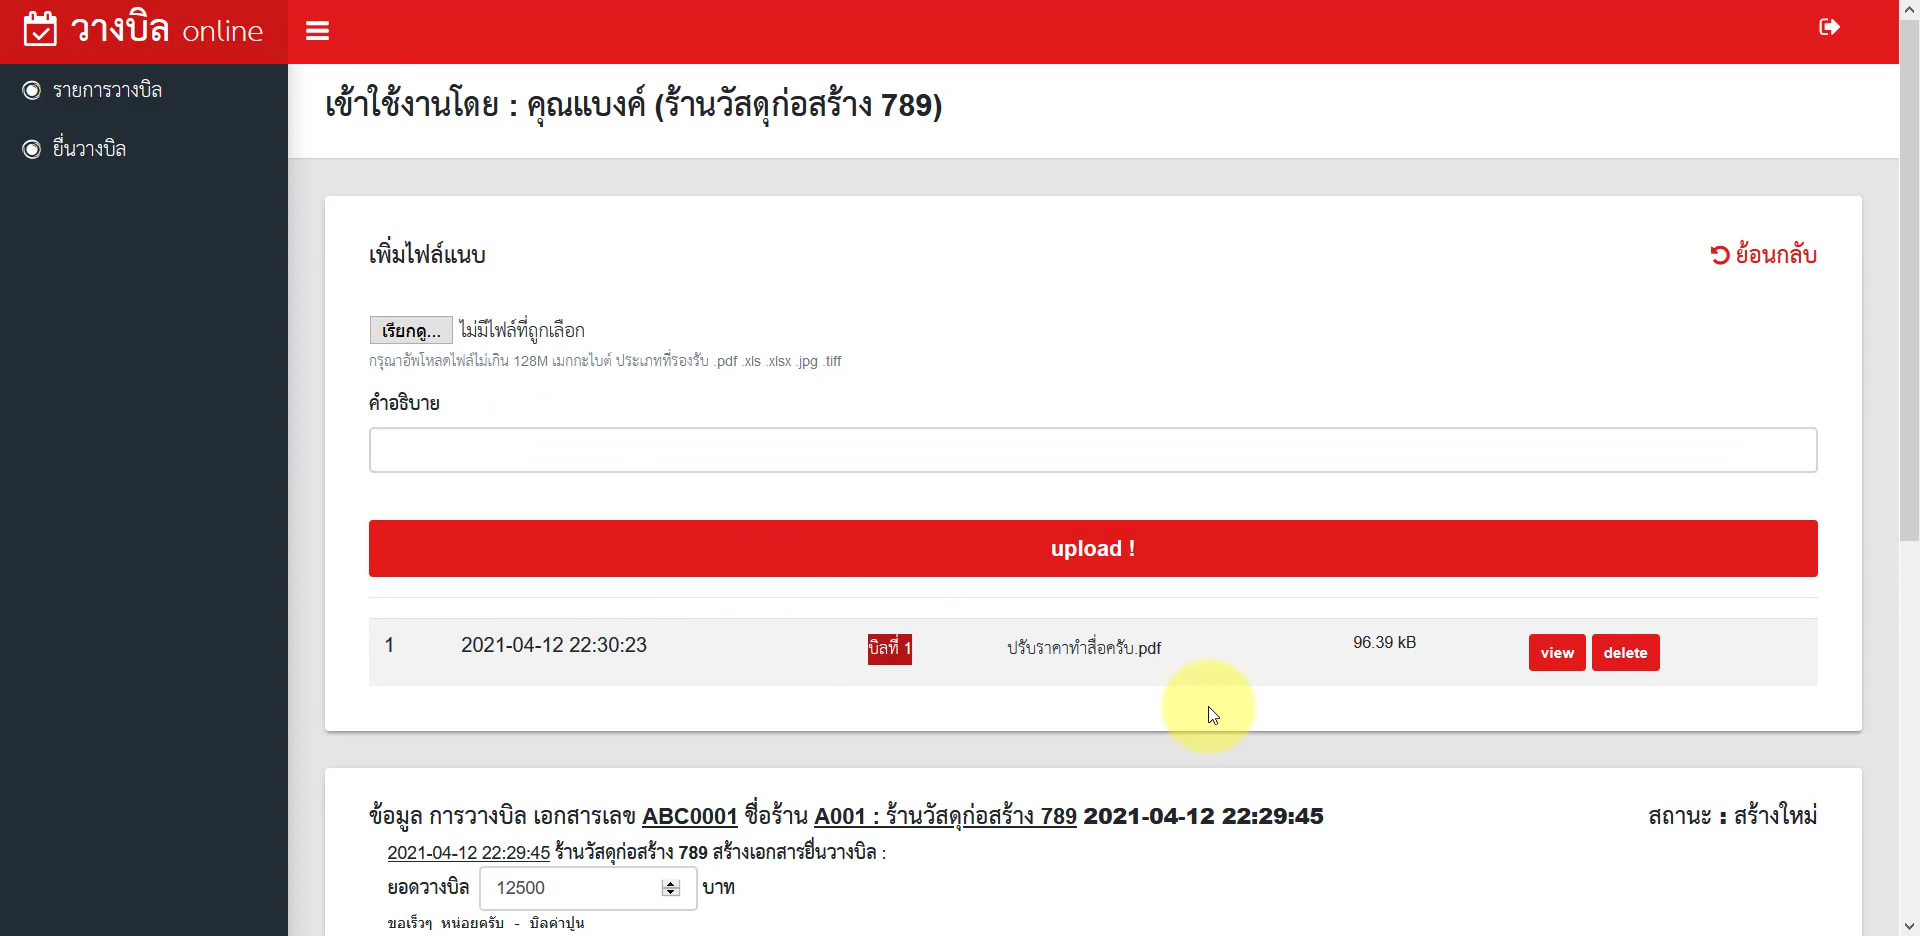 วางบิล online
รายการวางบิล
ยื่นวางบิล
เข้าใช้งานโดย : คุณแบงค์ (ร้านวัสดุก่อสร้าง 789)
เพิ่มไฟล์แนบ
ย้อนกลับ
เรียกดู... ไม่มีไฟล์ที่ถูกเลือก
กรุณาอัพโหลดไฟล์ไม่เกิน 128M เมกกะไบต์ ประเภทที่รองรับ .pdf .xls .xlsx .jpg .tiff
คำอธิบาย
upload !
1 2021-04-12 22:30:23 บิลที่ 1 ปรับราคาทำสื่อครับ.pdf 96.39 kB view delete
ข้อมูล การวางบิล เอกสารเลข ABC0001 ชื่อร้าน A001 : ร้านวัสดุก่อสร้าง 789 2021-04-12 22:29:45 สถานะ : สร้างใหม่
2021-04-12 22:29:45 ร้านวัสดุก่อสร้าง 789 สร้างเอกสารยื่นวางบิล :
ยอดวางบิล 12500 บาท
ขอเร็วๆ หน่อยครับ - บิลค่าปูน